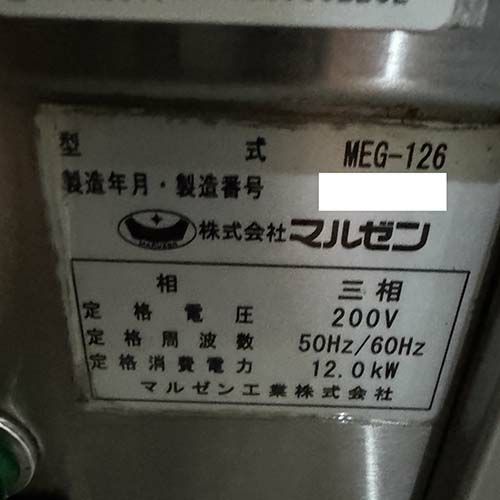 型 式 MEG-126
製造年月・製造番号
株式会社マルゼン
相 三相
定格電圧 200V
定格周波数 50Hz/60Hz
定格消費電力 12.0kW
マルゼン工業株式会社